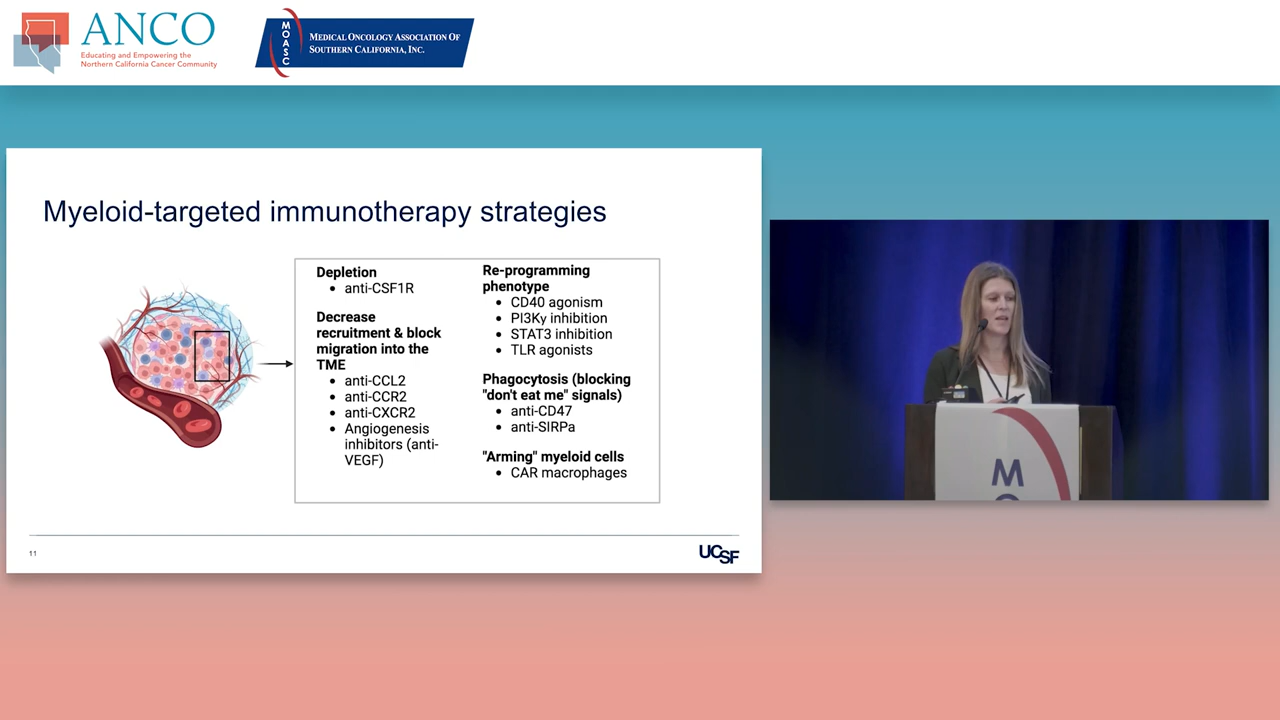 ANCO
Educating and Empowering the
Northern California Cancer Community
MOASC
MEDICAL ONCOLOGY ASSOCIATION OF
SOUTHERN CALIFORNIA, INC.
Myeloid-targeted immunotherapy strategies
Depletion
• anti-CSF1R
Decrease
recruitment & block
migration into the
TME
• anti-CCL2
• anti-CCR2
• anti-CXCR2
• Angiogenesis
inhibitors (anti-
VEGF)
Re-programming
phenotype
• CD40 agonism
• PI3Kγ inhibition
• STAT3 inhibition
• TLR agonists
Phagocytosis (blocking
"don't eat me" signals)
• anti-CD47
• anti-SIRPa
"Arming" myeloid cells
• CAR macrophages
11
UCSF
M
O